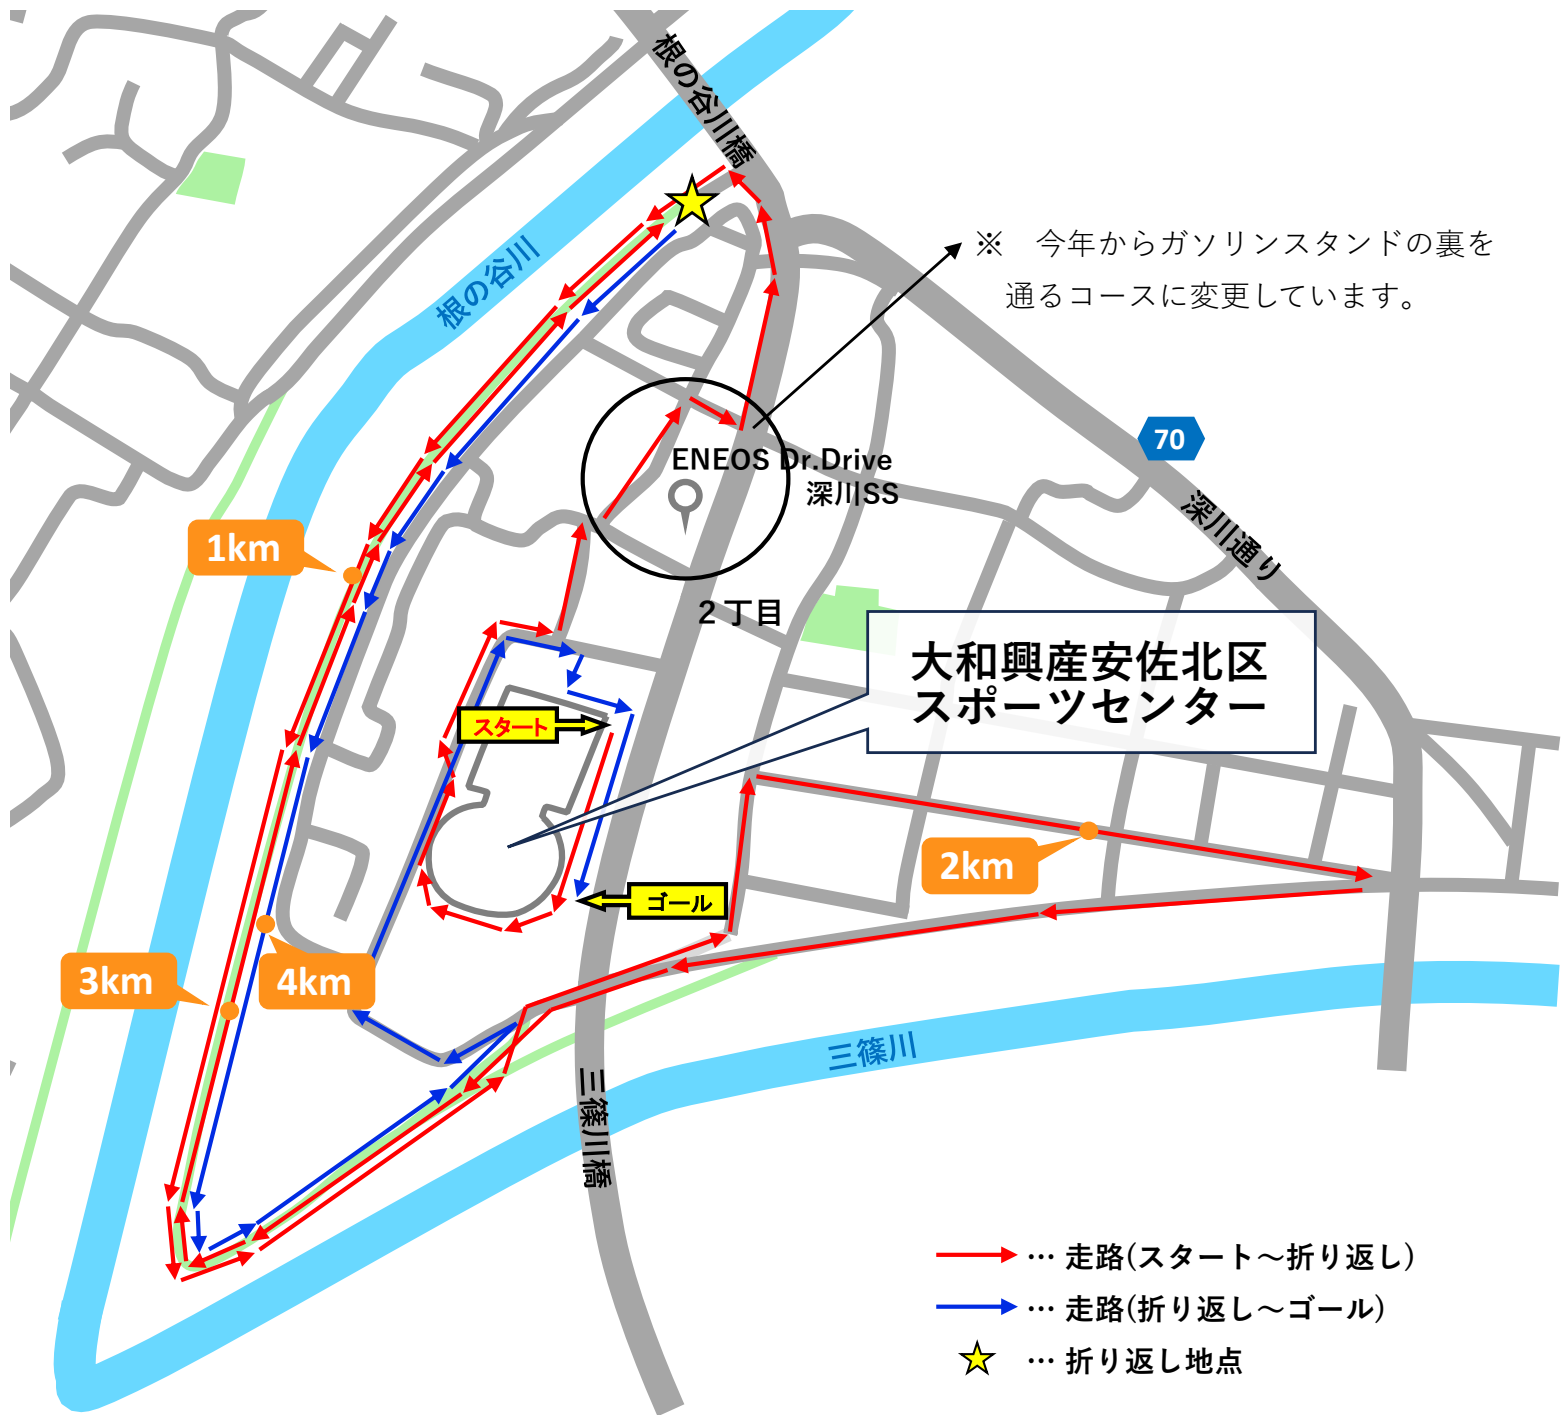 根の谷川橋
※　今年からガソリンスタンドの裏を
通るコースに変更しています。
根の谷川
70
ENEOS Dr.Drive
深川SS
深川通り
1km
２丁目
大和興産安佐北区
スポーツセンター
スタート
2km
ゴール
3km
4km
三篠川
三篠川橋
… 走路(スタート～折り返し)
… 走路(折り返し～ゴール)
… 折り返し地点